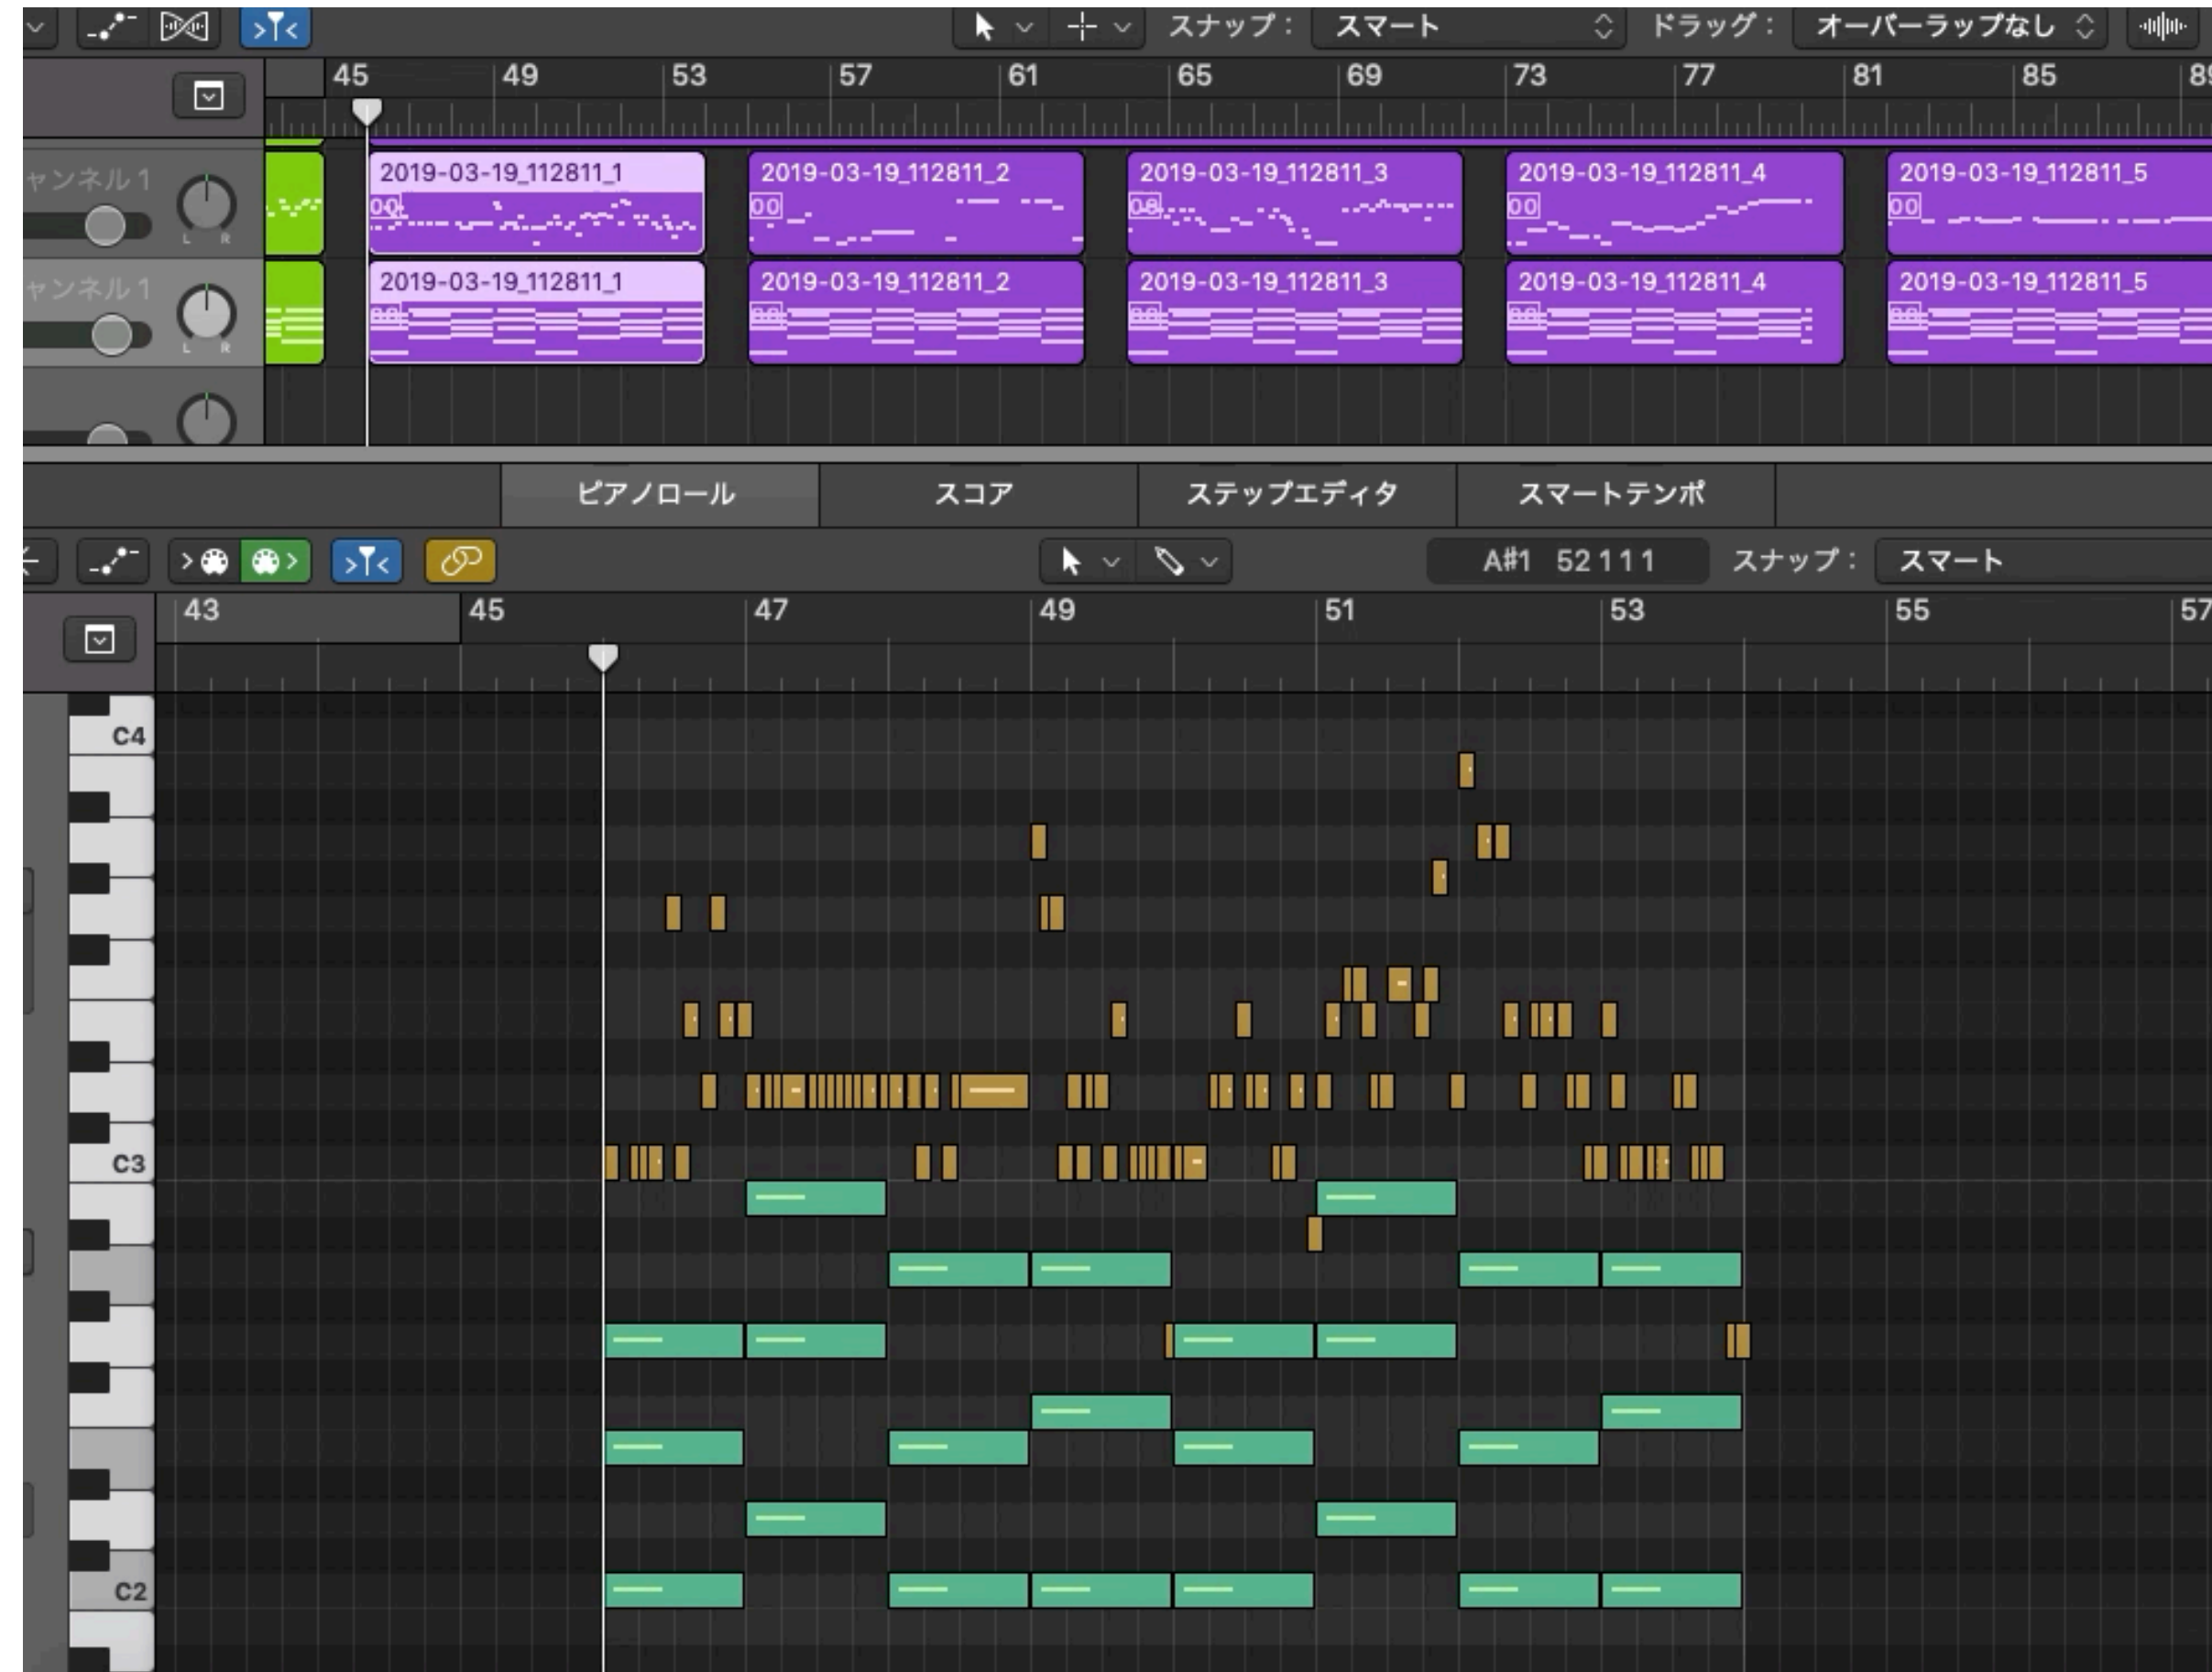 スナップ： スマート ドラッグ： オーバーラップなし
45 49 53 57 61 65 69 73 77 81 85
ャンネル 1
2019-03-19_112811_1 2019-03-19_112811_2 2019-03-19_112811_3 2019-03-19_112811_4 2019-03-19_112811_5
L R
ャンネル 1
2019-03-19_112811_1 2019-03-19_112811_2 2019-03-19_112811_3 2019-03-19_112811_4 2019-03-19_112811_5
L R
ピアノロール スコア ステップエディタ スマートテンポ
A#1 52 1 1 1 スナップ： スマート
43 45 47 49 51 53 55 57
C4
C3
C2